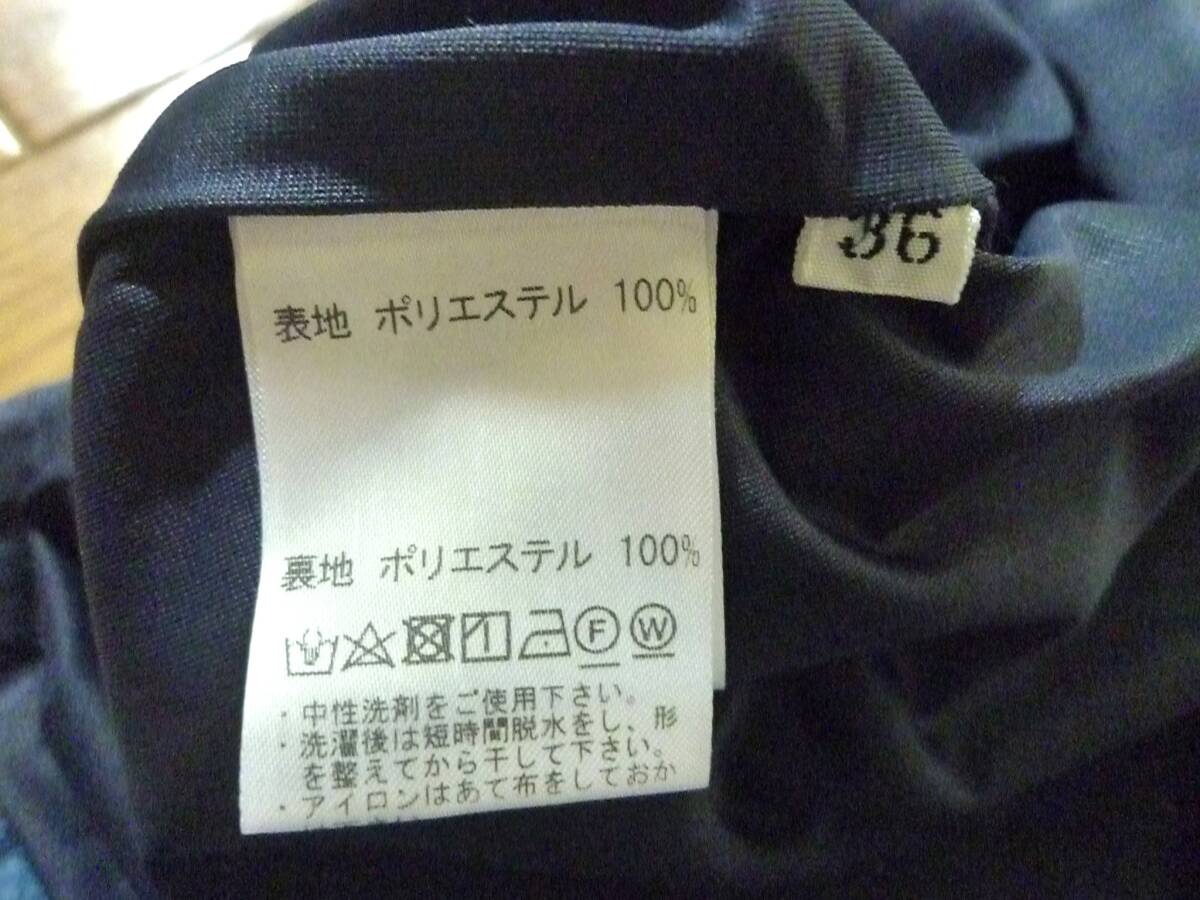 36
表地 ポリエステル 100%
裏地 ポリエステル 100%
F W
・中性洗剤をご使用下さい。
・洗濯後は短時間脱水をし、形
を整えてから干して下さい。
・アイロンはあて布をしておか